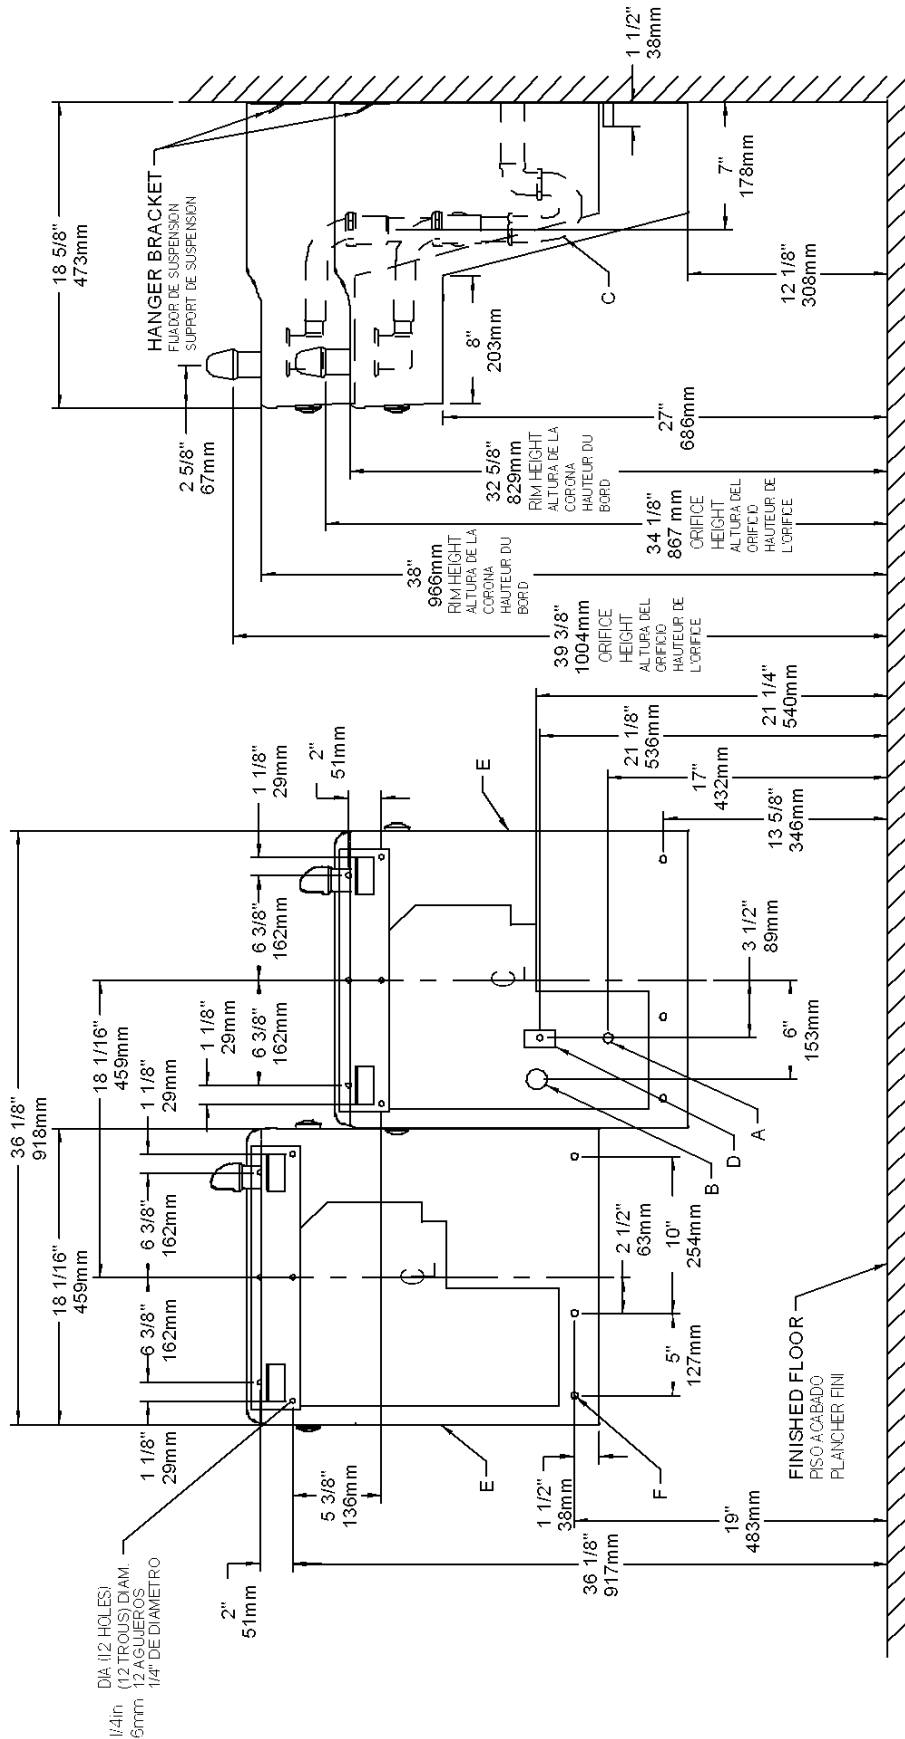 1/4in DIA (12 HOLES)
(12 TROUS) DIAM.
6mm 12 AGUJEROS
1/4" DE DIAMETRO
36 1/8"
918mm
18 1/16"
459mm
18 1/16"
459mm
1 1/8"
29mm
6 3/8"
162mm
6 3/8"
162mm
1 1/8"
29mm
1 1/8"
29mm
6 3/8"
162mm
6 3/8"
162mm
1 1/8"
29mm
2"
51mm
2"
51mm
5 3/8"
136mm
CL
CL
E
E
F
B
D
A
1 1/2"
38mm
5"
127mm
10"
254mm
2 1/2"
63mm
19"
483mm
36 1/8"
917mm
6"
153mm
3 1/2"
89mm
13 5/8"
346mm
17"
432mm
21 1/8"
536mm
21 1/4"
540mm
FINISHED FLOOR
PISO ACABADO
PLANCHER FINI
39 3/8"
1004mm
ORIFICE
HEIGHT
ALTURA DEL
ORIFICIO
HAUTEUR DE
L'ORIFICE
38"
966mm
RIM HEIGHT
ALTURA DE LA
CORONA
HAUTEUR DU
BORD
34 1/8"
867 mm
ORIFICE
HEIGHT
ALTURA DEL
ORIFICIO
HAUTEUR DE
L'ORIFICE
32 5/8"
829mm
RIM HEIGHT
ALTURA DE LA
CORONA
HAUTEUR DU
BORD
27"
686mm
2 5/8"
67mm
18 5/8"
473mm
HANGER BRACKET
FIJADOR DE SUSPENSION
SUPPORT DE SUSPENSION
8"
203mm
C
12 1/8"
308mm
7"
178mm
1 1/2"
38mm